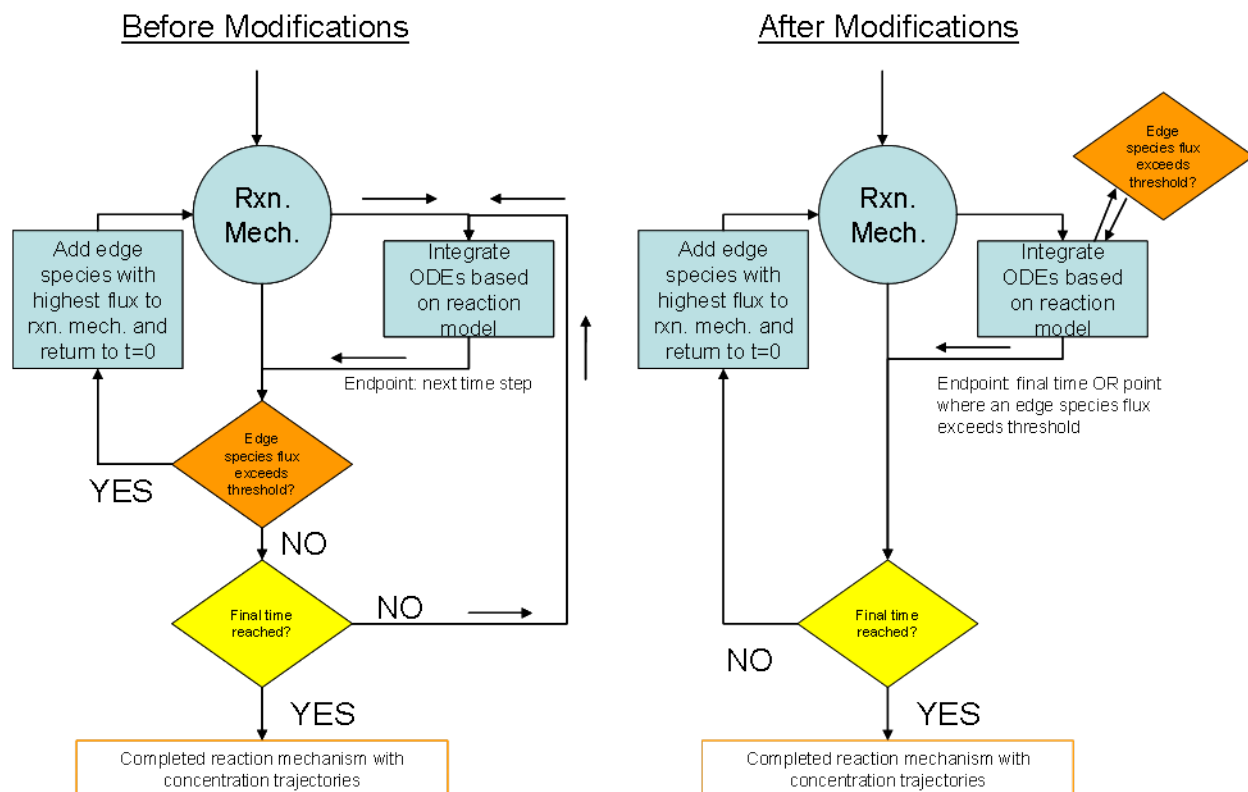 Before Modifications
Rxn.
Mech.
Add edge
species with
highest flux to
rxn. mech. and
return to t=0
Integrate
ODEs based
on reaction
model
Endpoint: next time step
Edge
species flux
exceeds
threshold?
YES
NO
Final time
reached?
NO
YES
Completed reaction mechanism with
concentration trajectories
After Modifications
Edge
species flux
exceeds
threshold?
Rxn.
Mech.
Add edge
species with
highest flux to
rxn. mech. and
return to t=0
Integrate
ODEs based
on reaction
model
Endpoint: final time OR point
where an edge species flux
exceeds threshold
Final time
reached?
NO
YES
Completed reaction mechanism with
concentration trajectories